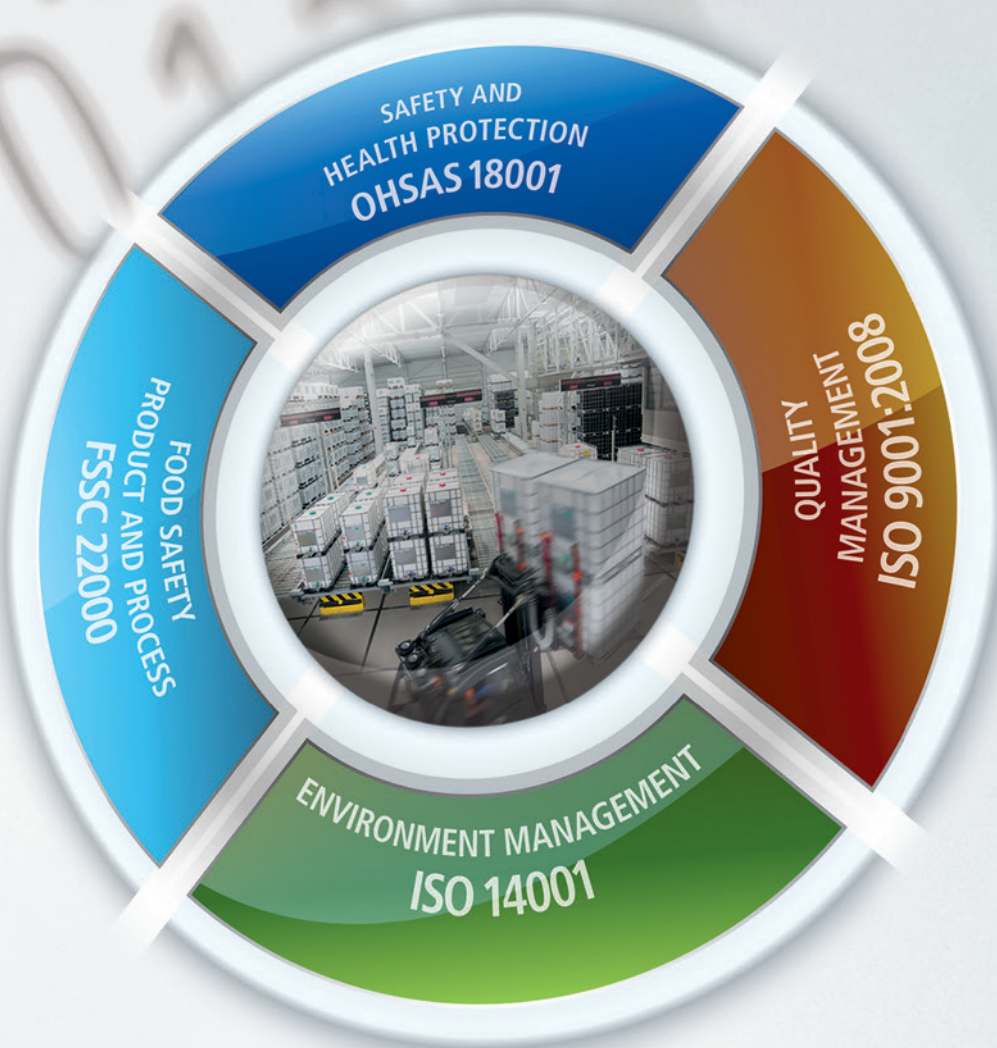 SAFETY AND
HEALTH PROTECTION
OHSAS 18001
QUALITY
MANAGEMENT
ISO 9001:2008
ENVIRONMENT MANAGEMENT
ISO 14001
FOOD SAFETY
PRODUCT AND PROCESS
FSSC 22000